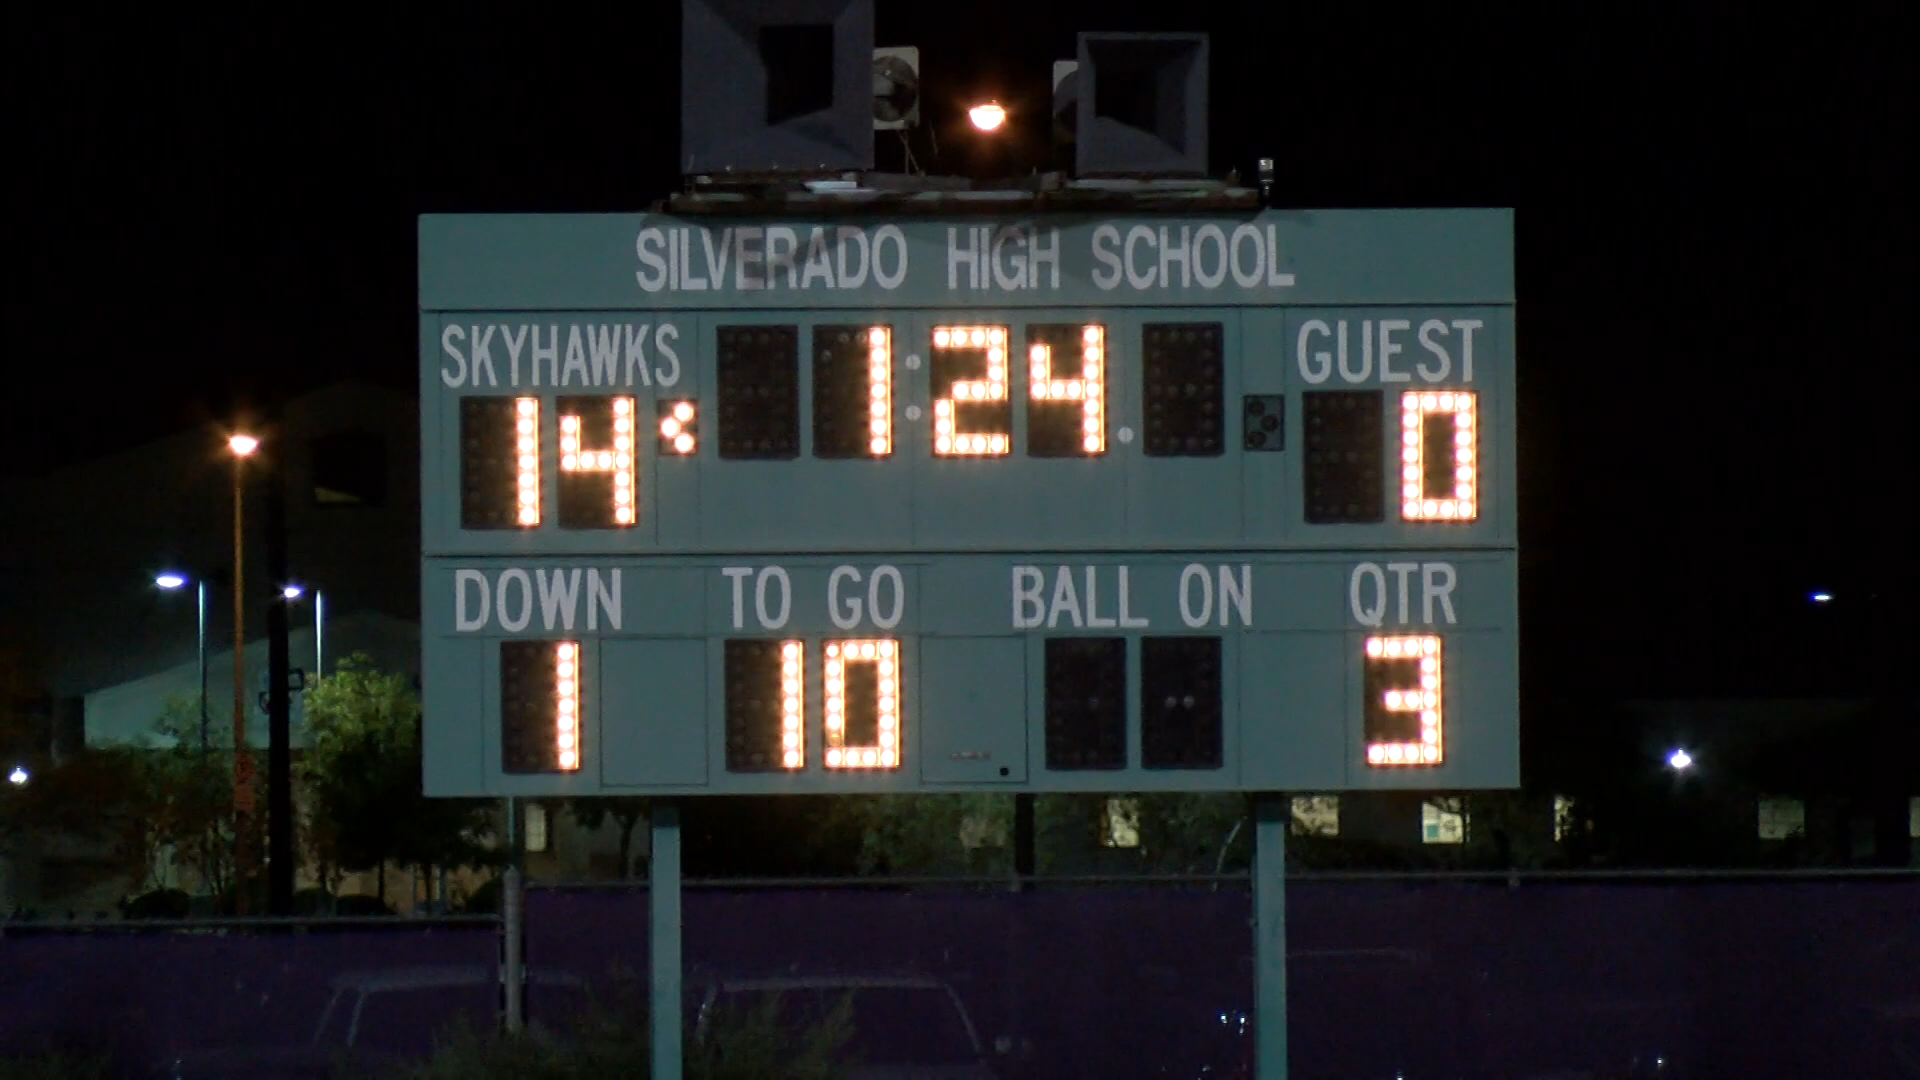 SILVERADO HIGH SCHOOL
SKYHAWKS 1:24 GUEST
14 0
DOWN TO GO BALL ON QTR
1 10 3